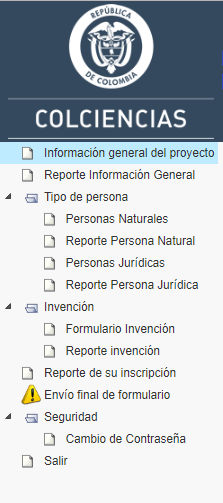 REPÚBLICA
DE COLOMBIA
COLCIENCIAS
Información general del proyecto
Reporte Información General
Tipo de persona
Personas Naturales
Reporte Persona Natural
Personas Jurídicas
Reporte Persona Jurídica
Invención
Formulario Invención
Reporte invención
Reporte de su inscripción
Envío final de formulario
Seguridad
Cambio de Contraseña
Salir